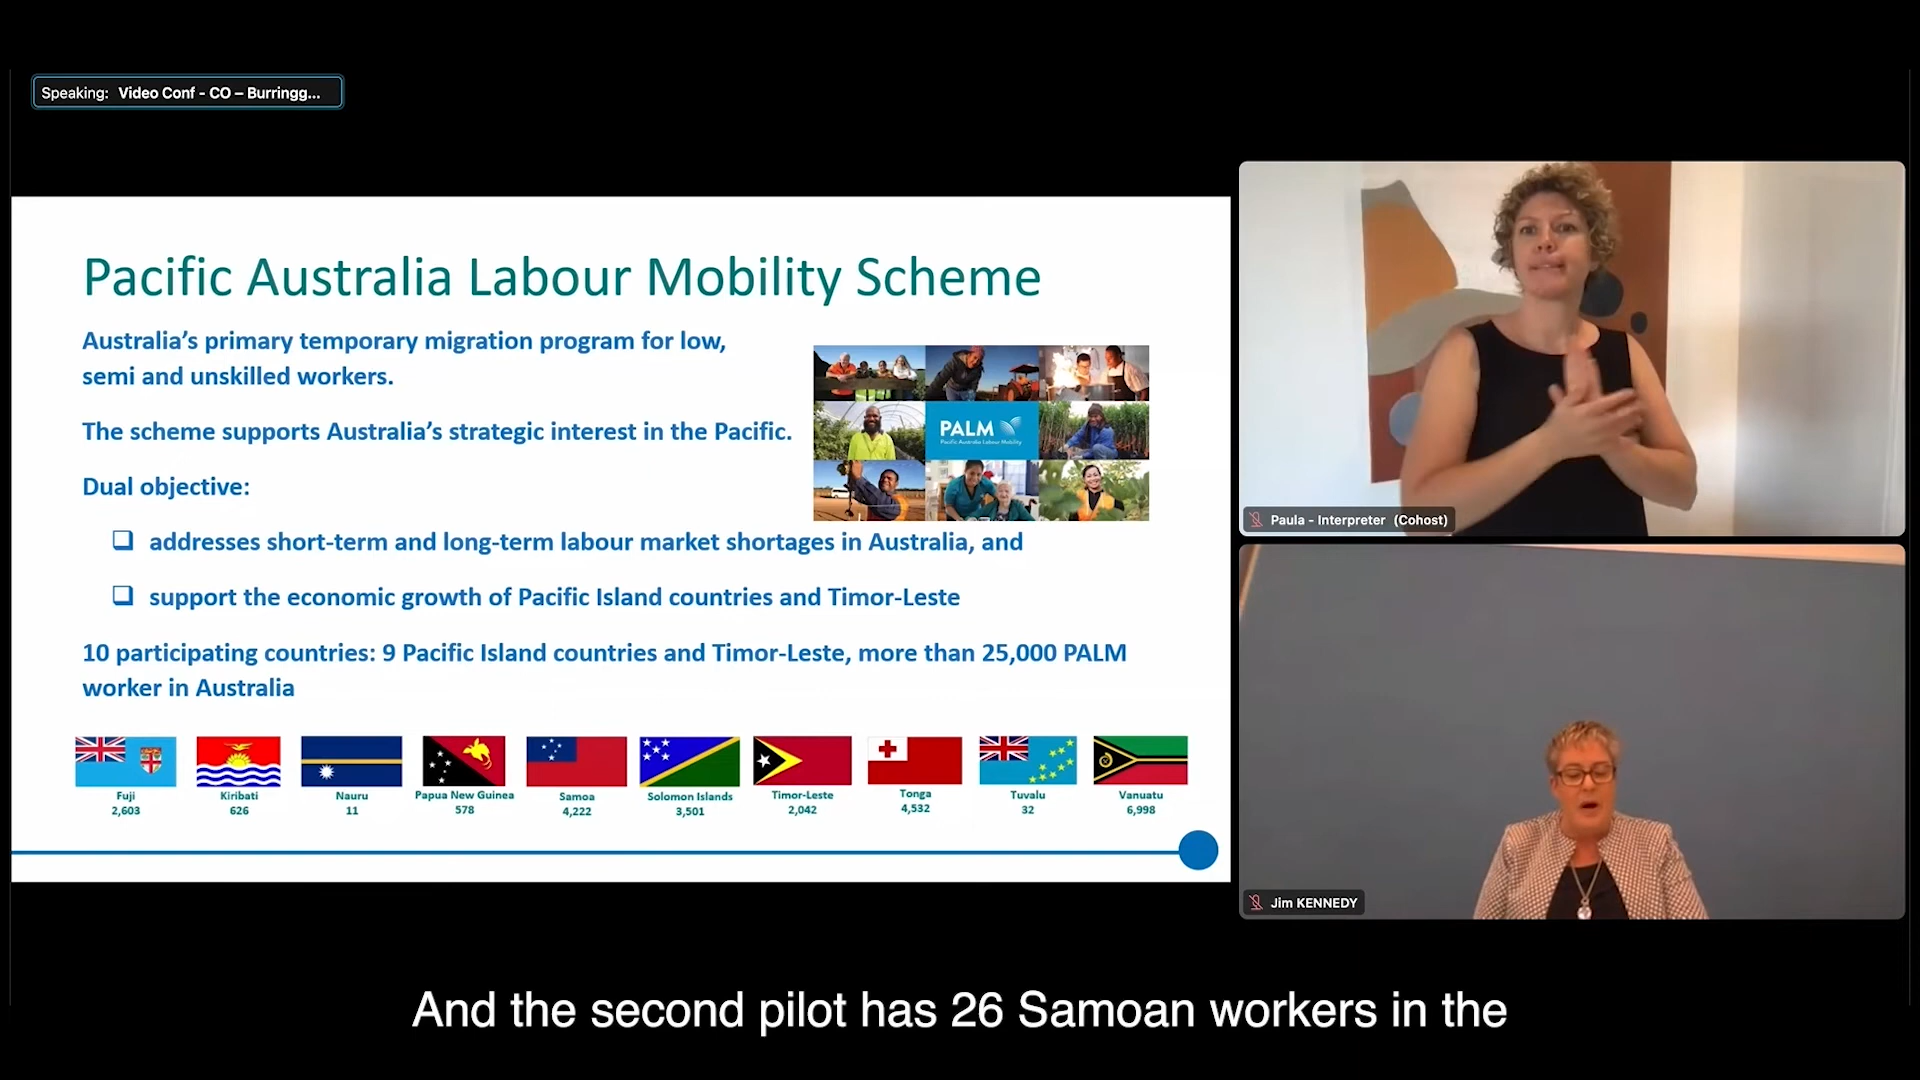 Speaking: Video Conf - CO – Burringg...
Pacific Australia Labour Mobility Scheme
Australia's primary temporary migration program for low,
semi and unskilled workers.
The scheme supports Australia's strategic interest in the Pacific.
PALM
Pacific Australia Labour Mobility
Dual objective:
❑ addresses short-term and long-term labour market shortages in Australia, and
❑ support the economic growth of Pacific Island countries and Timor-Leste
10 participating countries: 9 Pacific Island countries and Timor-Leste, more than 25,000 PALM
worker in Australia
Fuji
2,603
Kiribati
626
Nauru
11
Papua New Guinea
578
Samoa
4,222
Solomon Islands
3,501
Timor-Leste
2,042
Tonga
4,532
Tuvalu
32
Vanuatu
6,998
Paula - Interpreter (Cohost)
Jim KENNEDY
And the second pilot has 26 Samoan workers in the